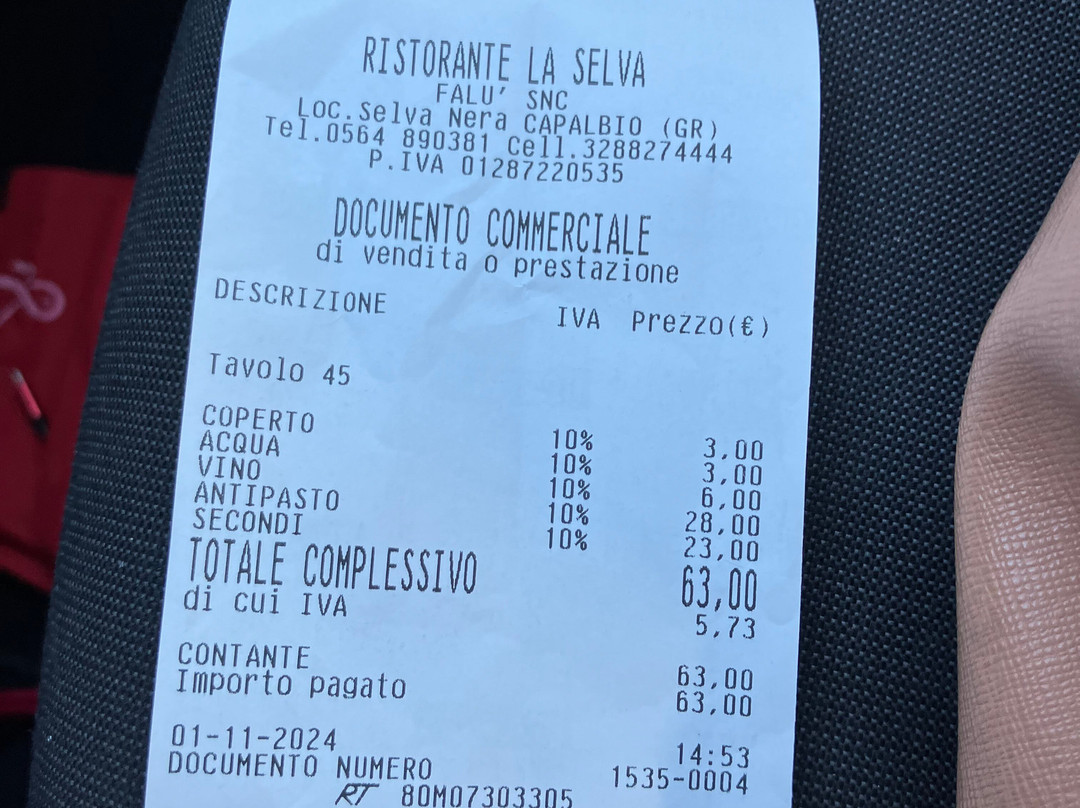 RISTORANTE LA SELVA
FALU' SNC
Loc.Selva Nera CAPALBIO (GR)
Tel.0564 890381 Cell.3288274444
P.IVA 01287220535
DOCUMENTO COMMERCIALE
di vendita o prestazione
DESCRIZIONE IVA Prezzo(€)
Tavolo 45
COPERTO 10% 3,00
ACQUA 10% 3,00
VINO 10% 6,00
ANTIPASTO 10% 28,00
SECONDI 10% 23,00
TOTALE COMPLESSIVO 63,00
di cui IVA 5,73
CONTANTE 63,00
Importo pagato 63,00
01-11-2024 14:53
DOCUMENTO NUMERO 1535-0004
RT 80M07303305